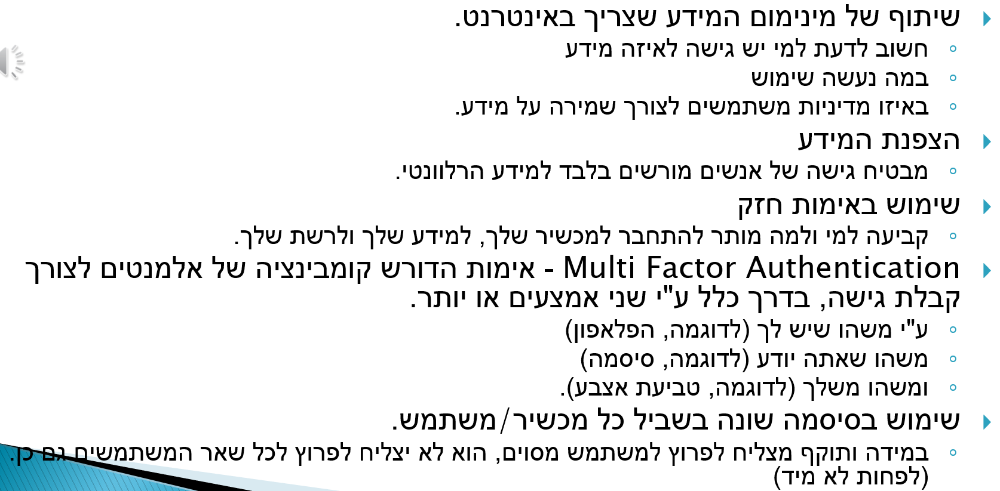 שיתוף של מינימום המידע שצריך באינטרנט.
חשוב לדעת למי יש גישה לאיזה מידע
במה נעשה שימוש
באיזו מדיניות משתמשים לצורך שמירה על מידע.
הצפנת המידע
מבטיח גישה של אנשים מורשים בלבד למידע הרלוונטי.
שימוש באימות חזק
קביעה למי ולמה מותר להתחבר למכשיר שלך, למידע שלך ולרשת שלך.
Multi Factor Authentication - אימות הדורש קומבינציה של אלמנטים לצורך
קבלת גישה, בדרך כלל ע"י שני אמצעים או יותר.
ע"י משהו שיש לך (לדוגמה, הפלאפון)
משהו שאתה יודע (לדוגמה, סיסמה)
ומשהו משלך (לדוגמה, טביעת אצבע).
שימוש בסיסמה שונה בשביל כל מכשיר/משתמש.
במידה ותוקף מצליח לפרוץ למשתמש מסוים, הוא לא יצליח לפרוץ לכל שאר המשתמשים גם כן.
(לפחות לא מיד)